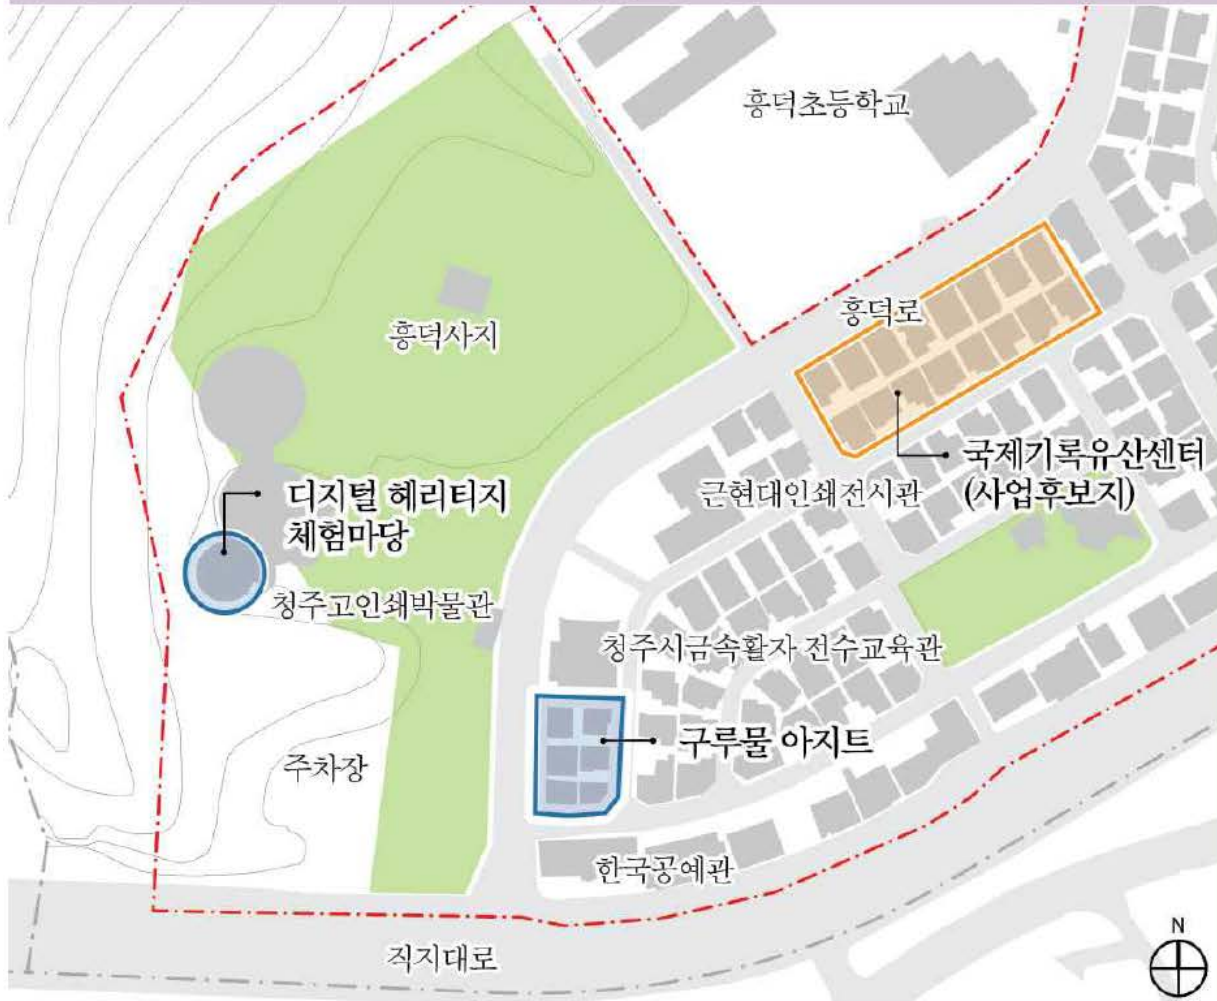 흥덕초등학교
흥덕로
흥덕사지
국제기록유산센터
(사업후보지)
근현대인쇄전시관
디지털 헤리티지
체험마당
청주고인쇄박물관
청주시금속활자 전수교육관
구루물 아지트
주차장
한국공예관
직지대로
N